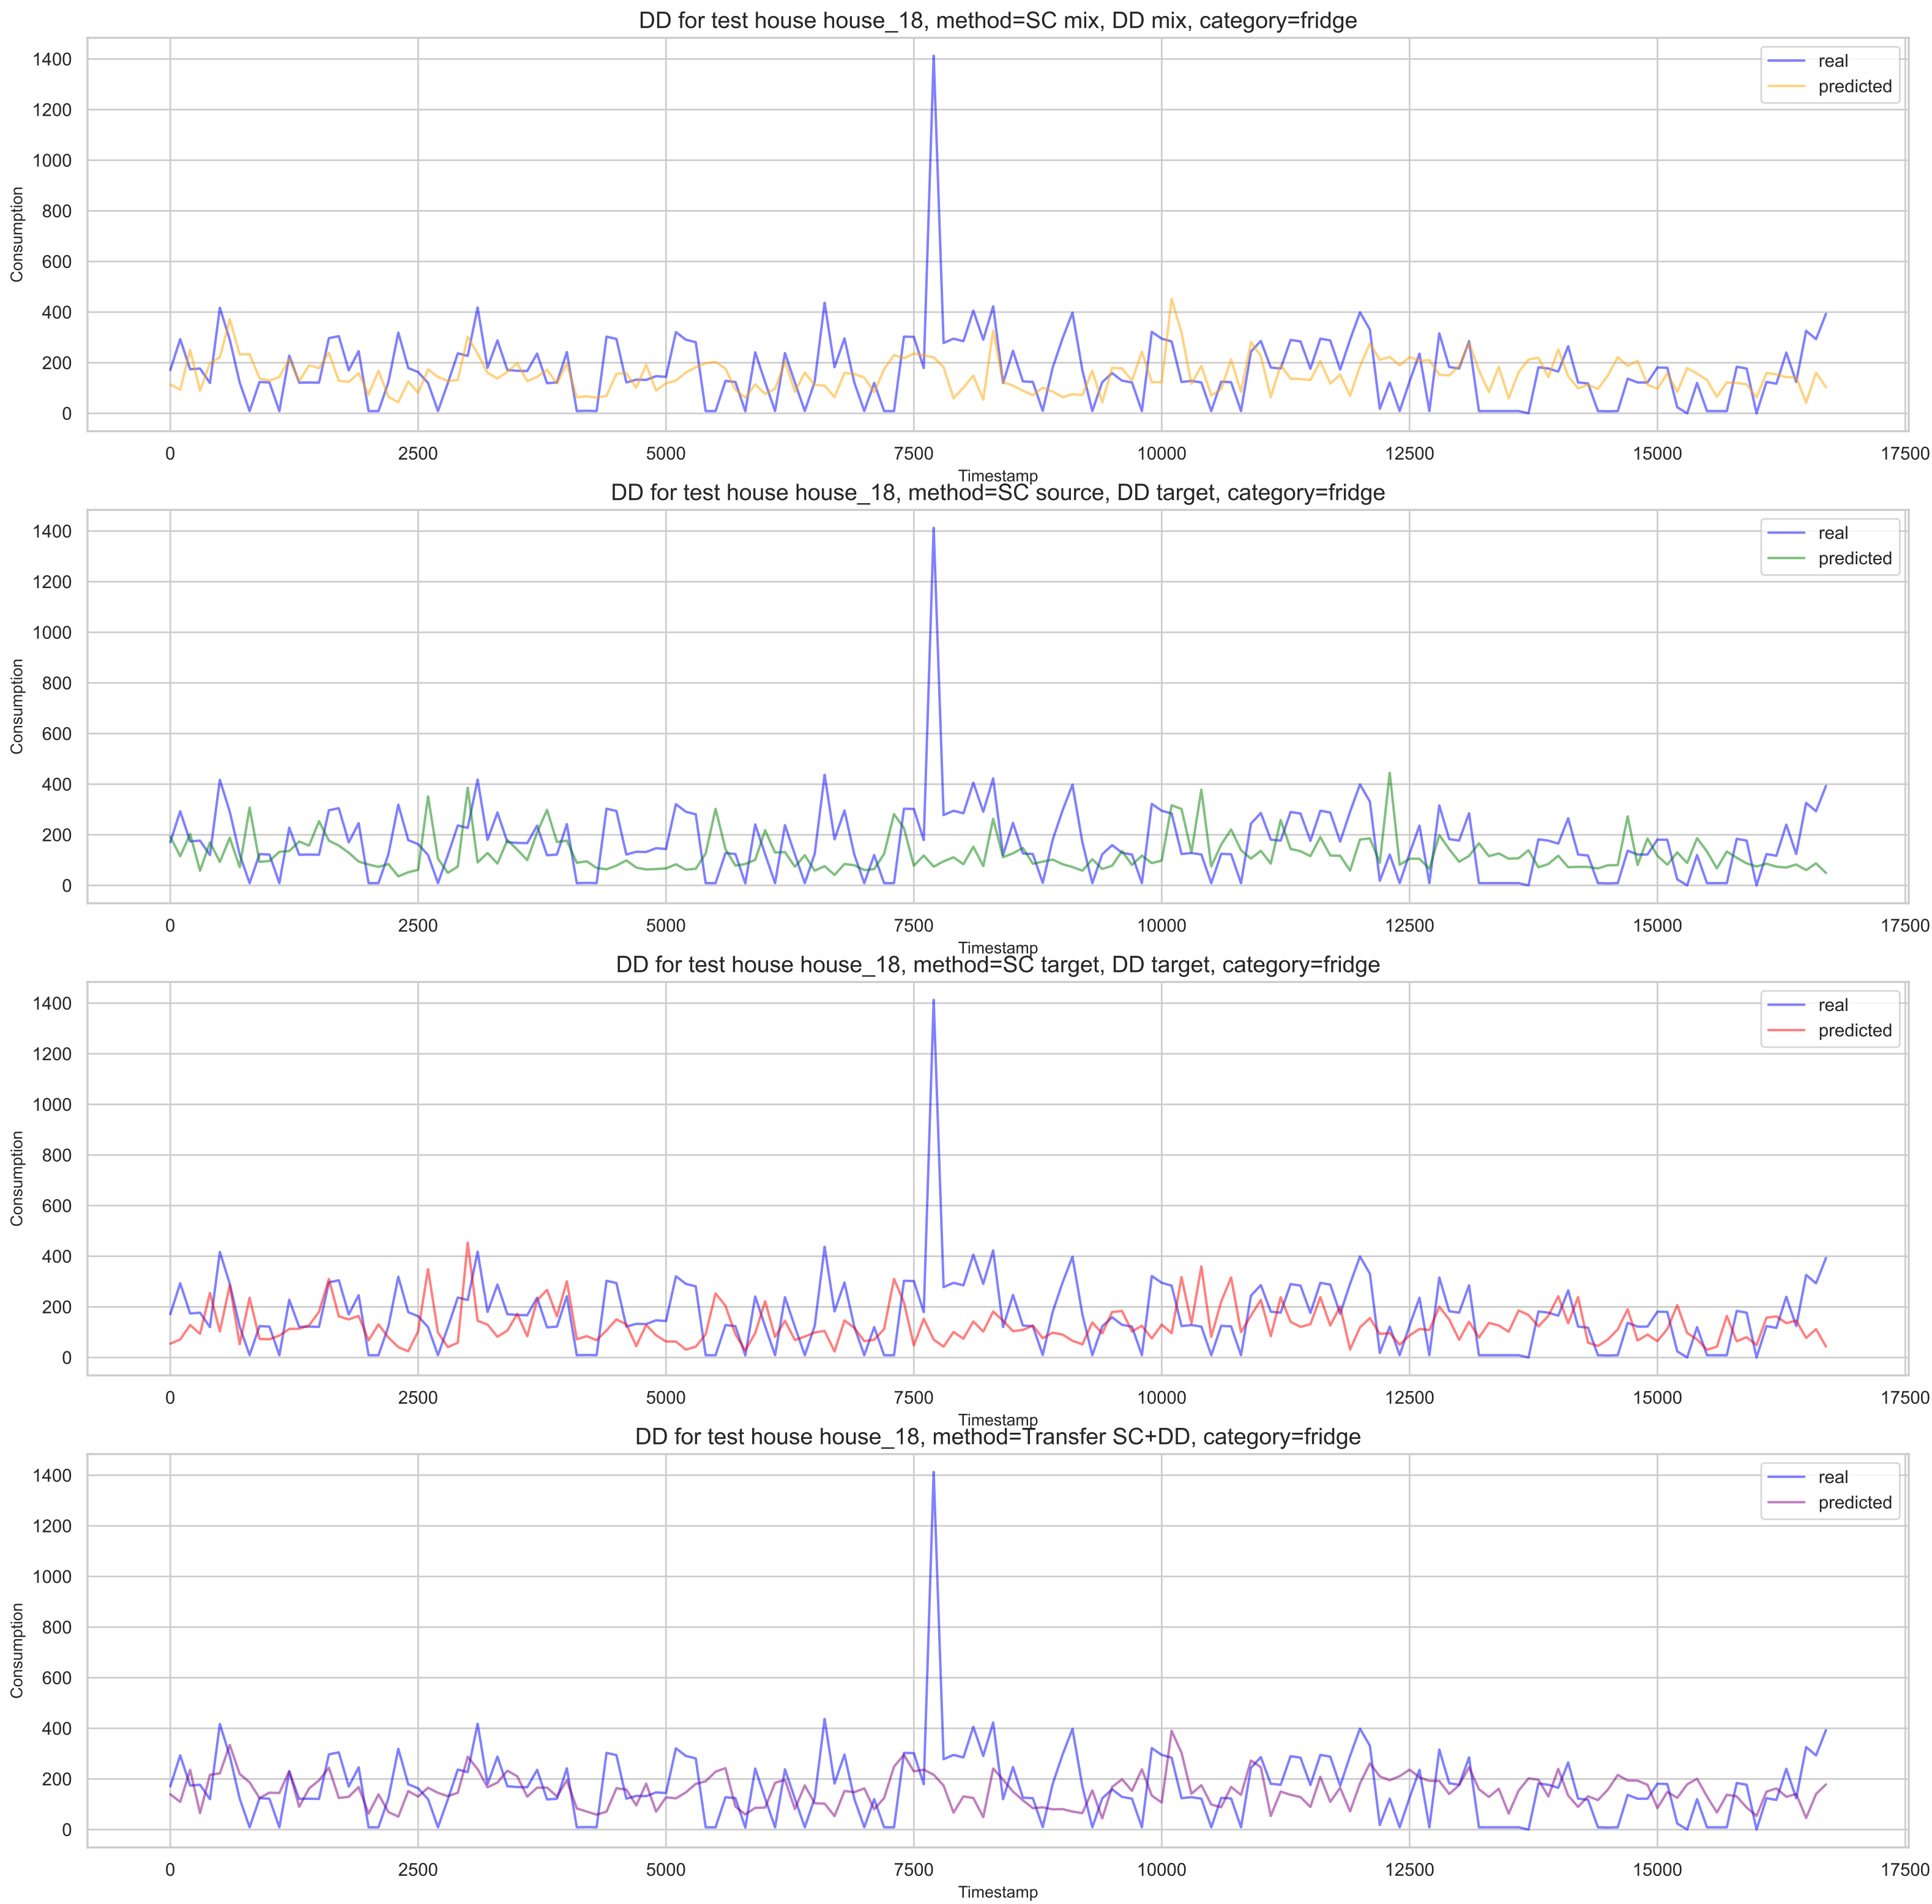 DD for test house house_18, method=SC mix, DD mix, category=fridge
1400
1200
1000
800
600
400
200
0
Consumption
real
predicted
0 2500 5000 7500 10000 12500 15000 17500
Timestamp
DD for test house house_18, method=SC source, DD target, category=fridge
1400
1200
1000
800
600
400
200
0
Consumption
real
predicted
0 2500 5000 7500 10000 12500 15000 17500
Timestamp
DD for test house house_18, method=SC target, DD target, category=fridge
1400
1200
1000
800
600
400
200
0
Consumption
real
predicted
0 2500 5000 7500 10000 12500 15000 17500
Timestamp
DD for test house house_18, method=Transfer SC+DD, category=fridge
1400
1200
1000
800
600
400
200
0
Consumption
real
predicted
0 2500 5000 7500 10000 12500 15000 17500
Timestamp